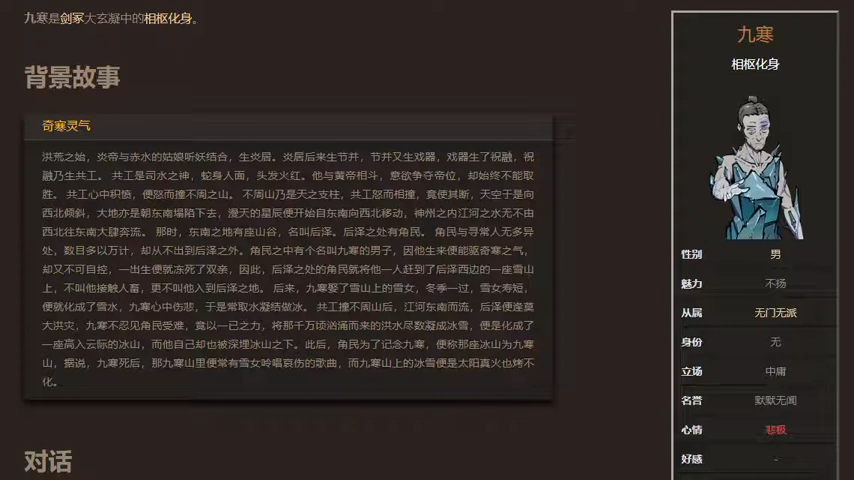 九寒是剑冢大玄凝中的相枢化身。
背景故事
奇寒灵气
洪荒之始，炎帝与赤水的姑娘听妖结合，生炎居。炎居后来生节并，节并又生戏器，戏器生了祝融，祝
融乃生共工。 共工是司水之神，蛇身人面，头发火红。他与黄帝相斗，意欲争夺帝位，却始终不能取
胜。 共工心中积愤，便怒而撞不周之山。 不周山乃是天之支柱，共工怒而相撞，竟使其断，天空于是向
西北倾斜，大地亦是朝东南塌陷下去，漫天的星辰便开始自东南向西北移动，神州之内江河之水无不由
西北往东南大肆奔流。 那时，东南之地有座山谷，名叫后泽。后泽之处有角民。 角民与寻常人无多异
处，数目多以万计，却从不出到后泽之外。角民之中有个名叫九寒的男子，因他生来便能驱奇寒之气，
却又不可自控，一出生便就冻死了双亲，因此，后泽之处的角民就将他一人赶到了后泽西边的一座雪山
上，不叫他接触人畜，更不叫他入到后泽之地。 后来，九寒娶了雪山上的雪女，冬季一过，雪女寿短，
便就化成了雪水，九寒心中伤悲，于是常取水凝结做冰。 共工撞不周山后，江河东南而流，后泽便逢莫
大洪灾，九寒不忍见角民受难，竟以一已之力，将那千万顷汹涌而来的洪水尽数凝成冰雪，便是化成了
一座高入云际的冰山，而他自己却也被深埋冰山之下。此后，角民为了记念九寒，便称那座冰山为九寒
山，据说，九寒死后，那九寒山里便常有雪女吟唱哀伤的歌曲，而九寒山上的冰雪便是太阳真火也烤不
化。
对话
九寒
相枢化身
性别 男
魅力 不扬
从属 无门无派
身份 无
立场 中庸
名誉 默默无闻
心情 悲极
好感 -